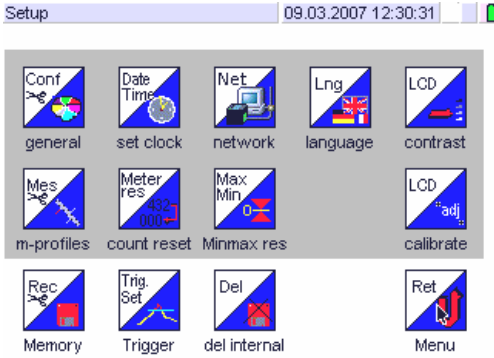 Setup 09.03.2007 12:30:31
Conf Date Time Net Lng LCD
general set clock network language contrast
Mes Meter res 432 000 Max Min 0 LCD "adj"
m-profiles count reset Minmax res calibrate
Rec Trig. Set Del Ret
Memory Trigger del internal Menu